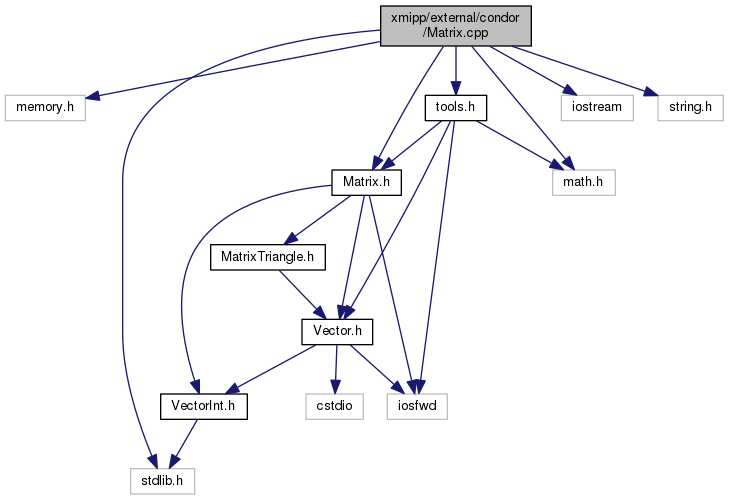 xmipp/external/condor
/Matrix.cpp
memory.h
tools.h
iostream
string.h
Matrix.h
math.h
MatrixTriangle.h
Vector.h
VectorInt.h
cstdio
iosfwd
stdlib.h